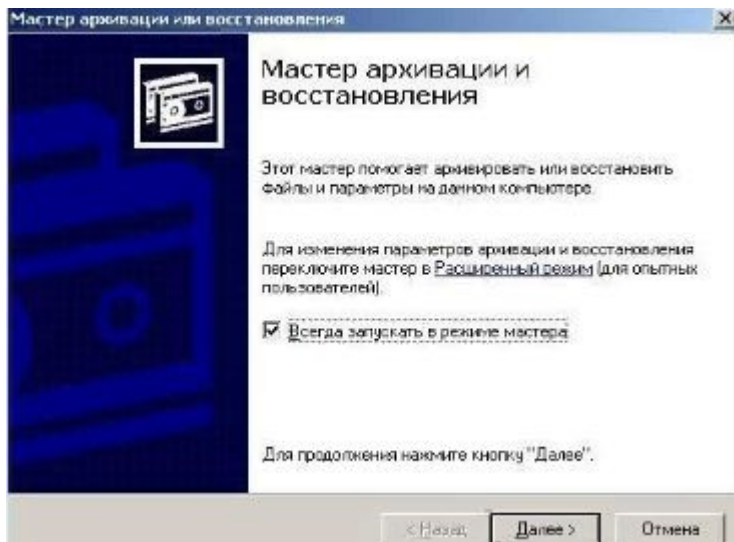 Мастер архивации или восстановления
Мастер архивации и
восстановления
Этот мастер помогает архивировать или восстановить
файлы и параметры на данном компьютере.
Для изменения параметров архивации и восстановления
переключите мастер в Расширенный режим (для опытных
пользователей).
Всегда запускать в режиме мастера
Для продолжения нажмите кнопку "Далее".
< Назад Далее > Отмена